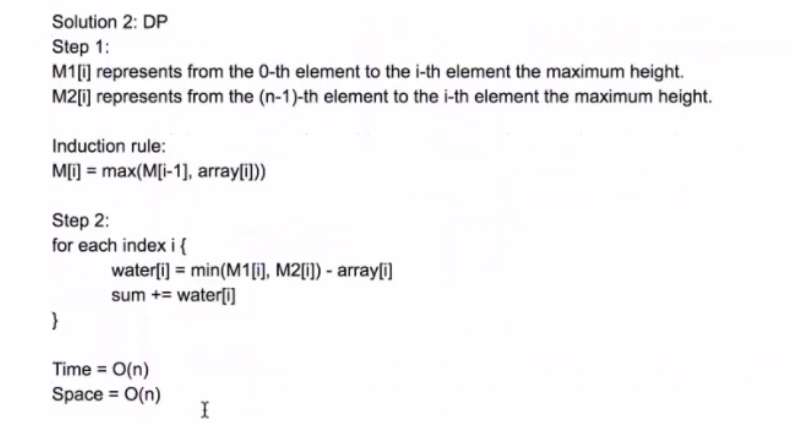 Solution 2: DP
Step 1:
M1[i] represents from the 0-th element to the i-th element the maximum height.
M2[i] represents from the (n-1)-th element to the i-th element the maximum height.
Induction rule:
M[i] = max(M[i-1], array[i]))
Step 2:
for each index i {
water[i] = min(M1[i], M2[i]) - array[i]
sum += water[i]
}
Time = O(n)
Space = O(n)